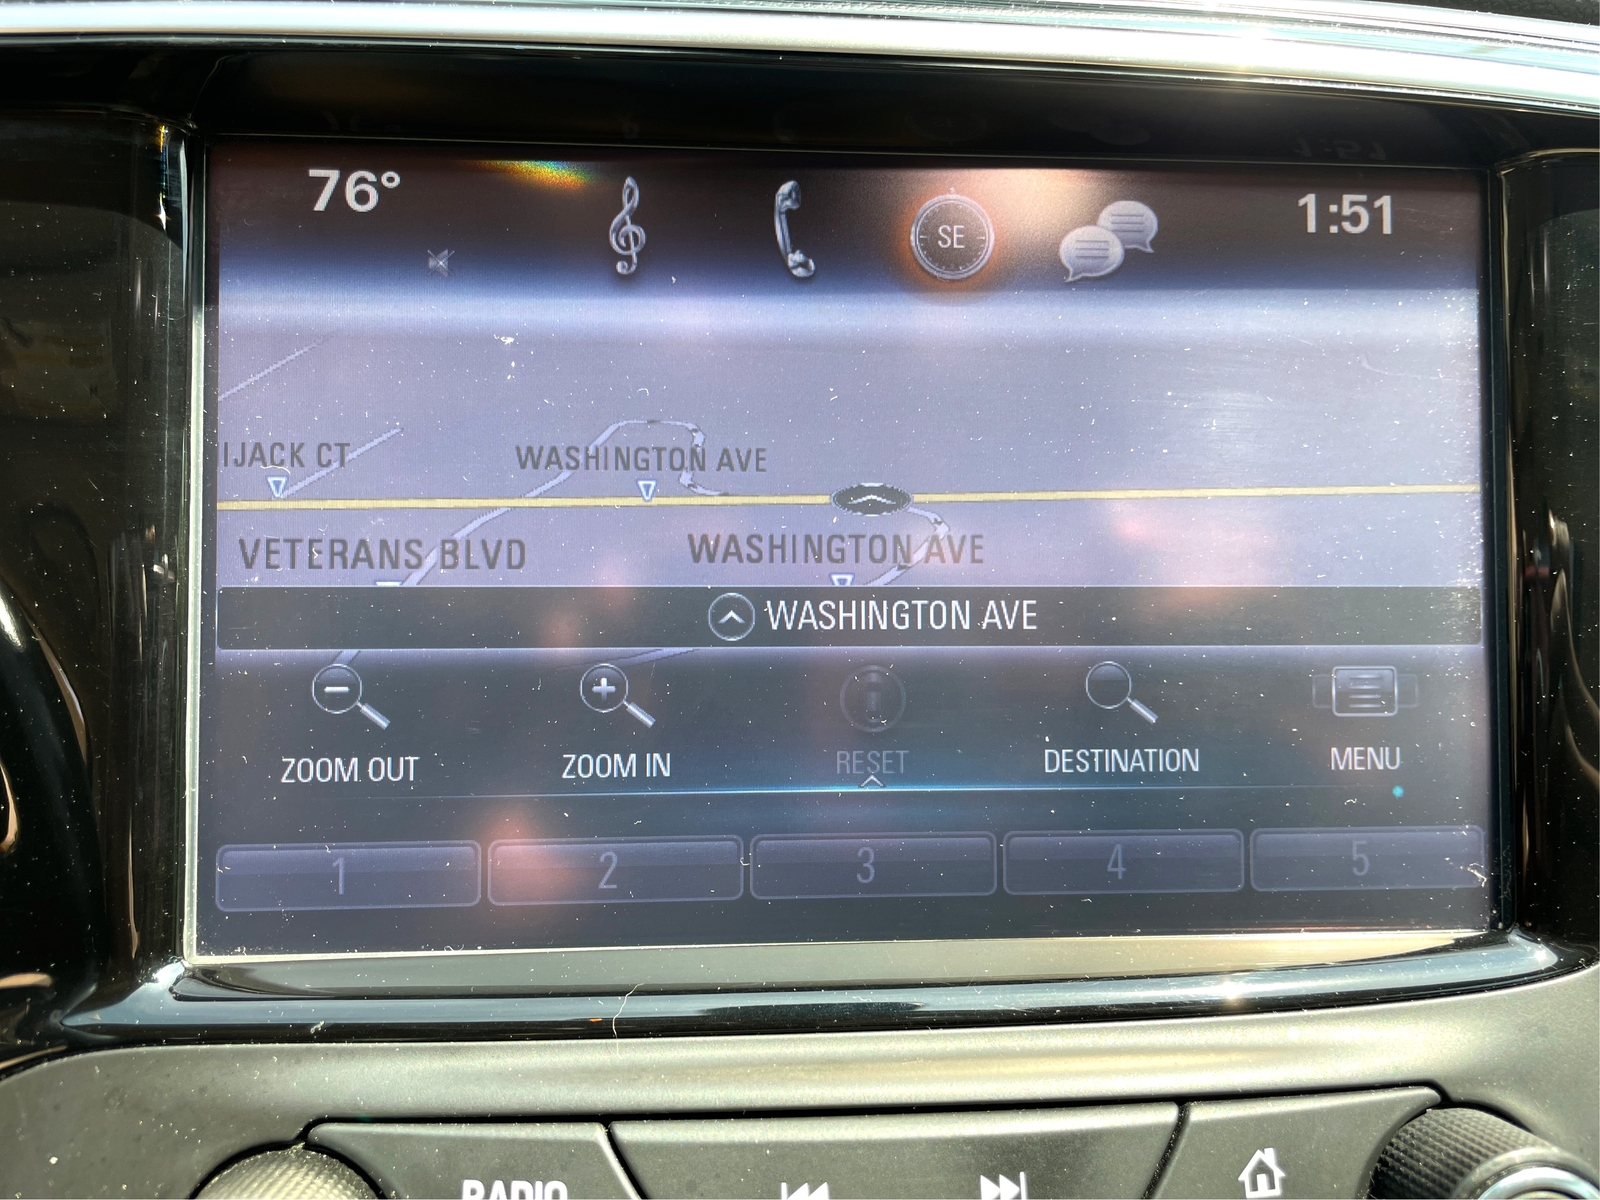 76°
SE
1:51
IJACK CT
WASHINGTON AVE
VETERANS BLVD
WASHINGTON AVE
WASHINGTON AVE
ZOOM OUT
ZOOM IN
RESET
DESTINATION
MENU
1
2
3
4
5
RADIO